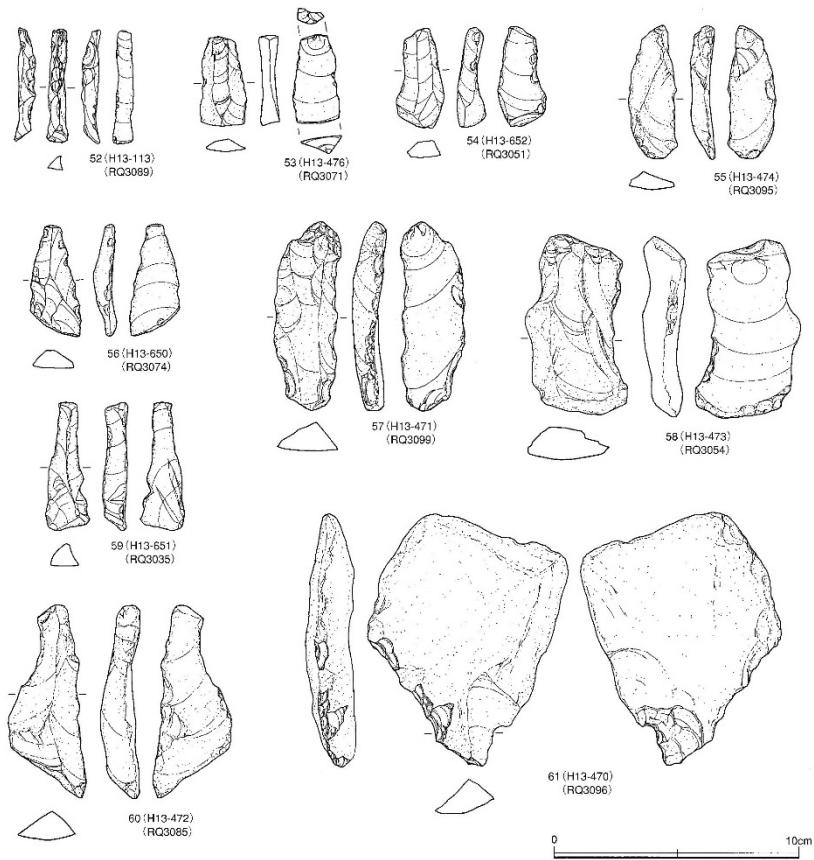 52(H13-113)
(RQ3089)
53(H13-476)
(RQ3071)
54(H13-652)
(RQ3051)
55(H13-474)
(RQ3095)
56(H13-650)
(RQ3074)
57(H13-471)
(RQ3099)
58(H13-473)
(RQ3054)
59(H13-651)
(RQ3035)
60(H13-472)
(RQ3085)
61(H13-470)
(RQ3096)
0 10cm